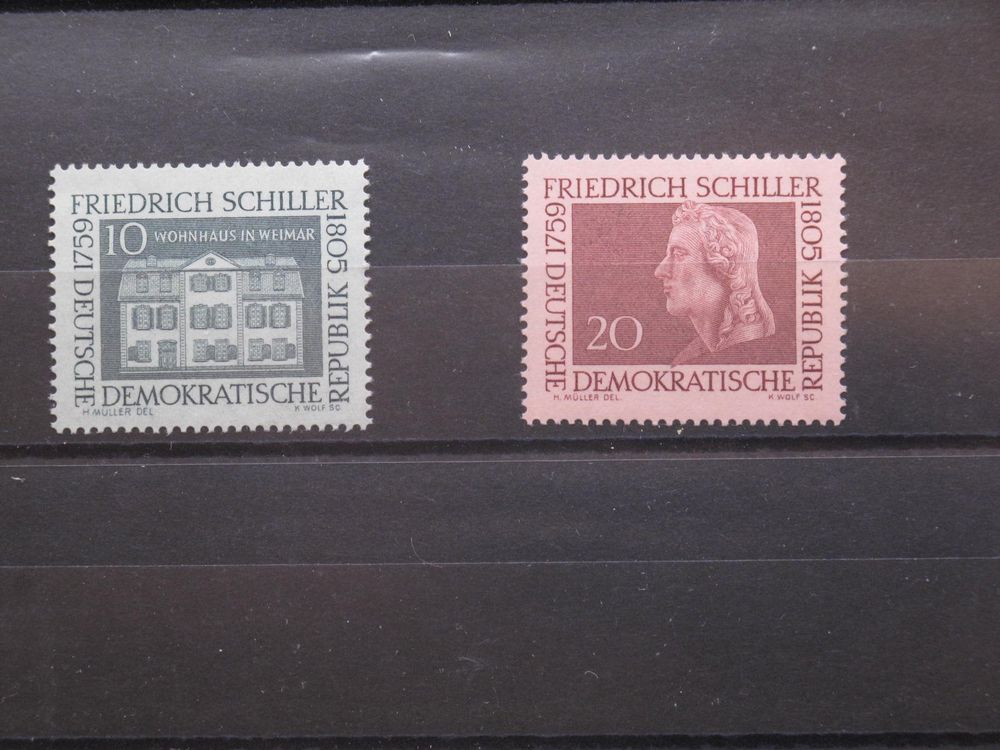 FRIEDRICH SCHILLER
1759
1805
10 WOHNHAUS IN WEIMAR
DEUTSCHE
DEMOKRATISCHE
REPUBLIK
H. MÜLLER DEL
K WOLF SC.
FRIEDRICH SCHILLER
1759
1805
20
DEUTSCHE
DEMOKRATISCHE
REPUBLIK
H. MÜLLER DEL.
K WOLF SC.